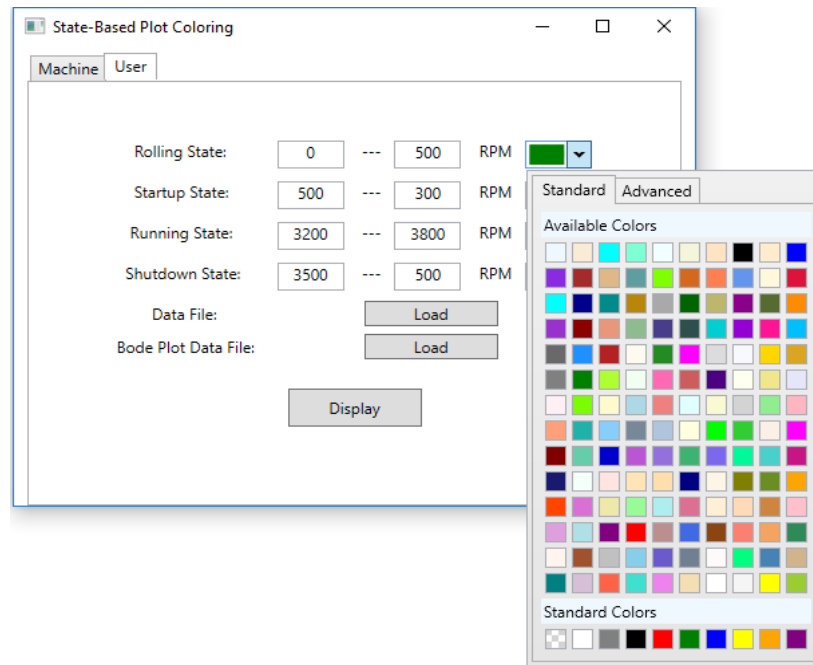 State-Based Plot Coloring
Machine User
Rolling State: 0 --- 500 RPM
Standard Advanced
Startup State: 500 --- 300 RPM
Available Colors
Running State: 3200 --- 3800 RPM
Shutdown State: 3500 --- 500 RPM
Data File: Load
Bode Plot Data File: Load
Display
Standard Colors